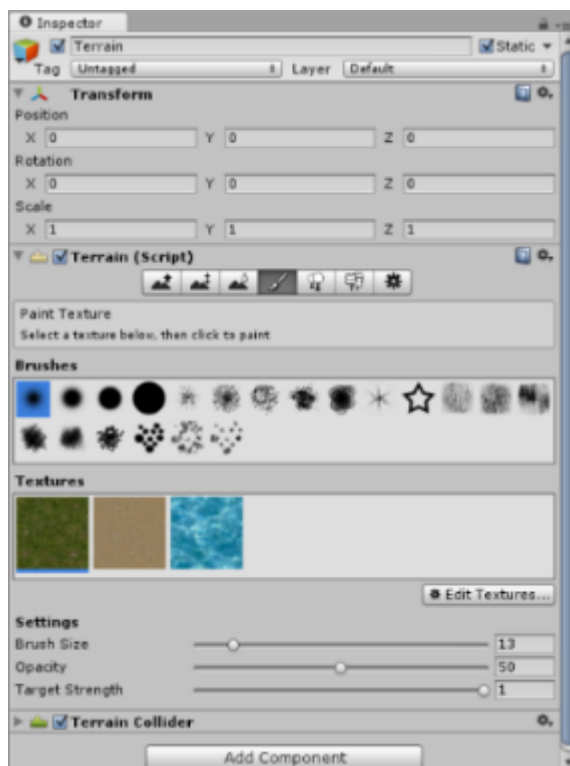 Inspector
Terrain Static
Tag Untagged Layer Default
Transform
Position
X 0 Y 0 Z 0
Rotation
X 0 Y 0 Z 0
Scale
X 1 Y 1 Z 1
Terrain (Script)
Paint Texture
Select a texture below, then click to paint
Brushes
Textures
Edit Textures...
Settings
Brush Size 13
Opacity 50
Target Strength 1
Terrain Collider
Add Component